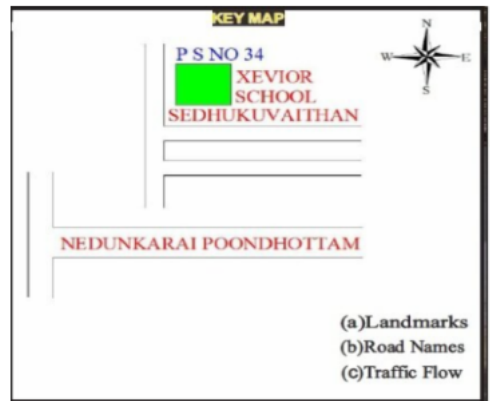 KEY MAP
N
P S NO 34
W
E
XEVIOR
SCHOOL
S
SEDHUKUVAITHAN
NEDUNKARAI POONDHOTTAM
(a)Landmarks
(b)Road Names
(c)Traffic Flow